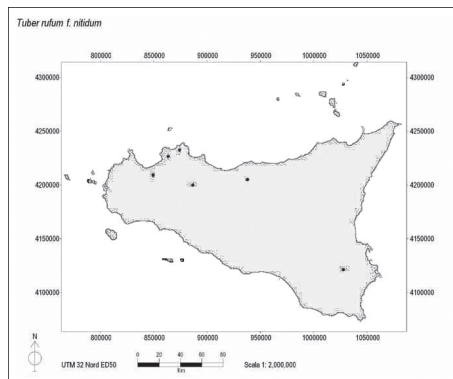 Tuber rufum f. nitidum
800000 850000 900000 950000 1000000 1050000
4300000 4300000
4250000 4250000
4200000 4200000
4150000 4150000
4100000 4100000
800000 850000 900000 950000 1000000 1050000
N
UTM 32 Nord ED50
0 20 40 60 80
Km
Scala 1: 2,000,000